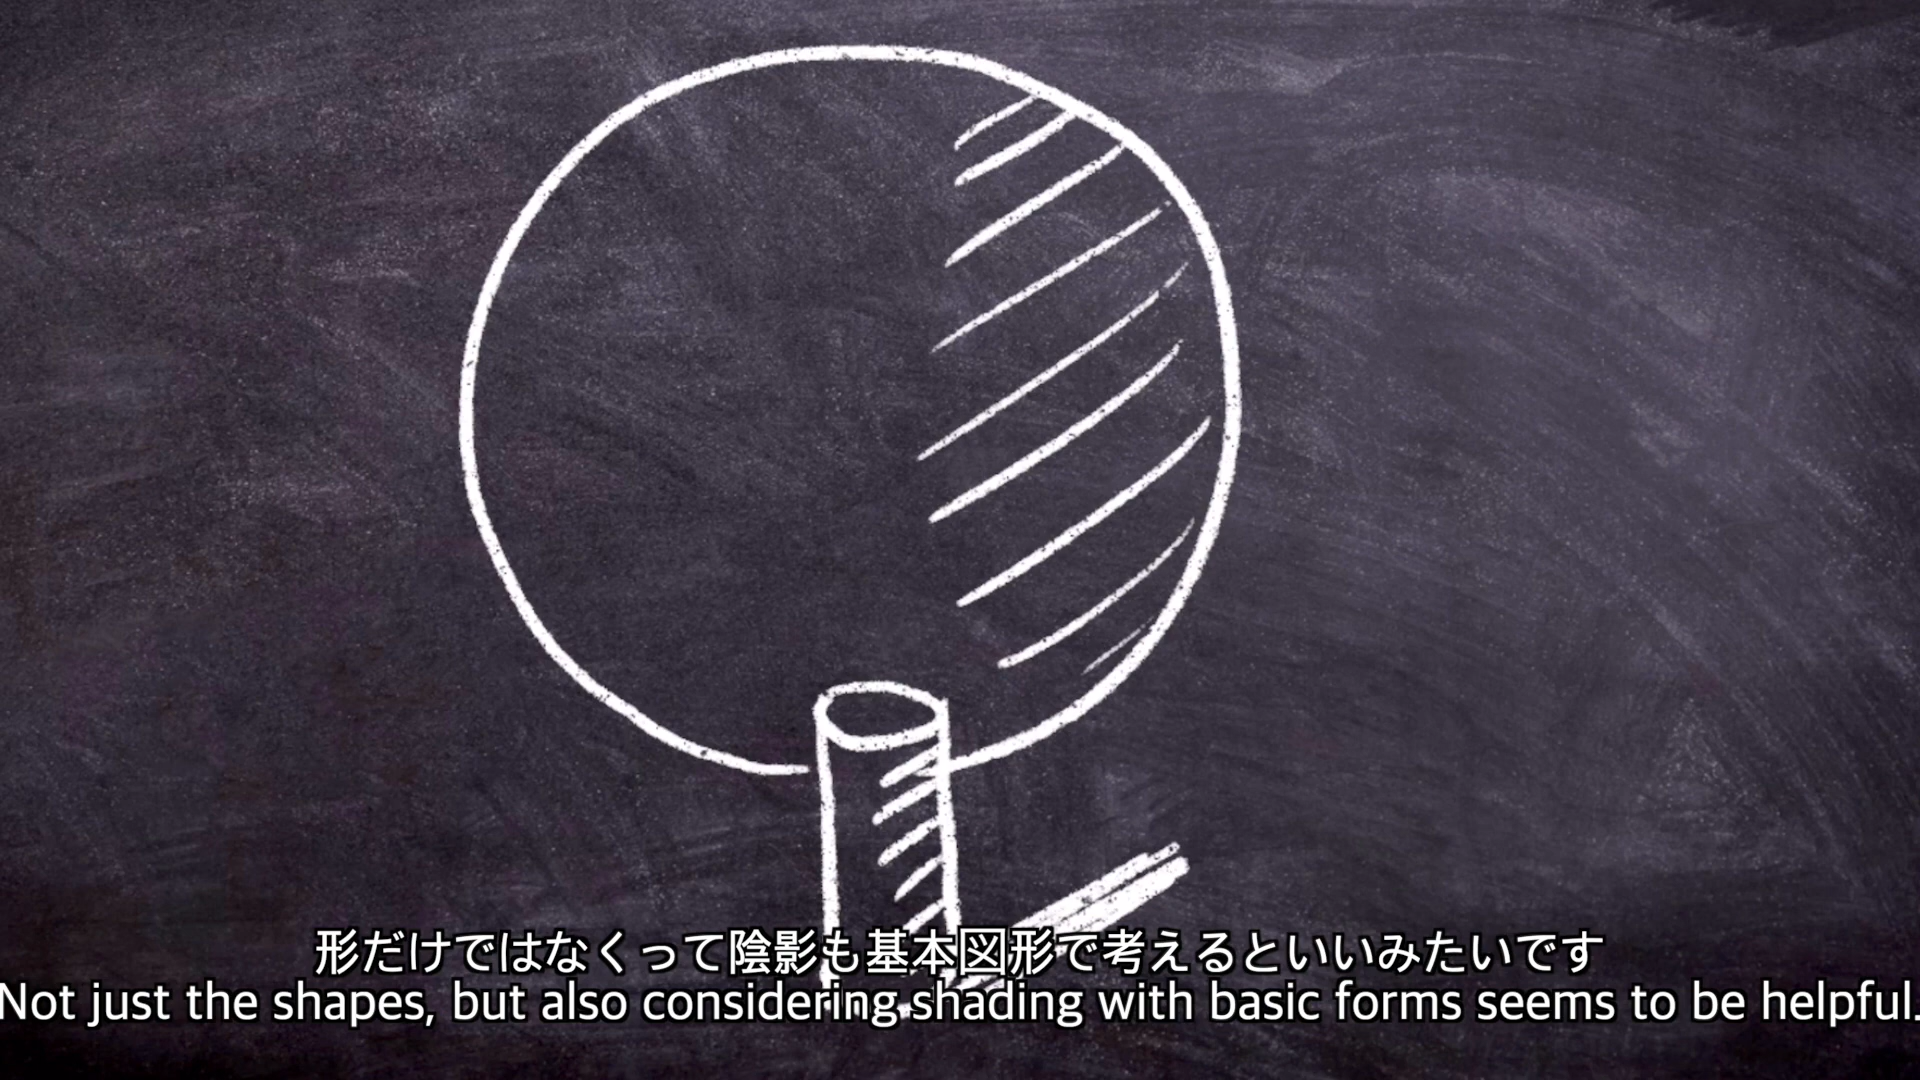 形だけではなくって陰影も基本図形で考えるといいみたいです
Not just the shapes, but also considering shading with basic forms seems to be helpful.